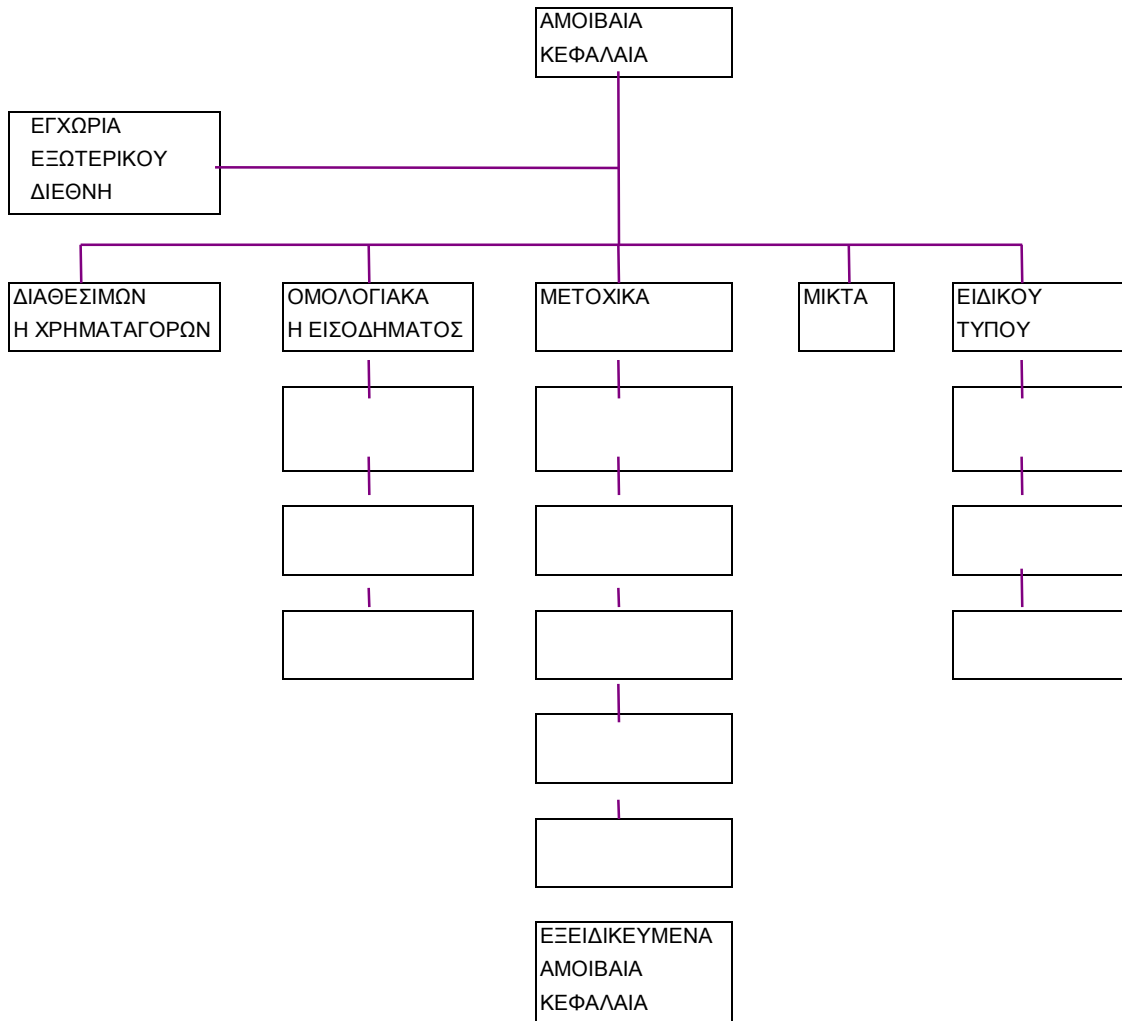 ΑΜΟΙΒΑΙΑ
ΚΕΦΑΛΑΙΑ
ΕΓΧΩΡΙΑ
ΕΞΩΤΕΡΙΚΟΥ
ΔΙΕΘΝΗ
ΔΙΑΘΕΣΙΜΩΝ
Η ΧΡΗΜΑΤΑΓΟΡΩΝ
ΟΜΟΛΟΓΙΑΚΑ
Η ΕΙΣΟΔΗΜΑΤΟΣ
ΜΕΤΟΧΙΚΑ
ΜΙΚΤΑ
ΕΙΔΙΚΟΥ
ΤΥΠΟΥ
ΕΞΕΙΔΙΚΕΥΜΕΝΑ
ΑΜΟΙΒΑΙΑ
ΚΕΦΑΛΑΙΑ